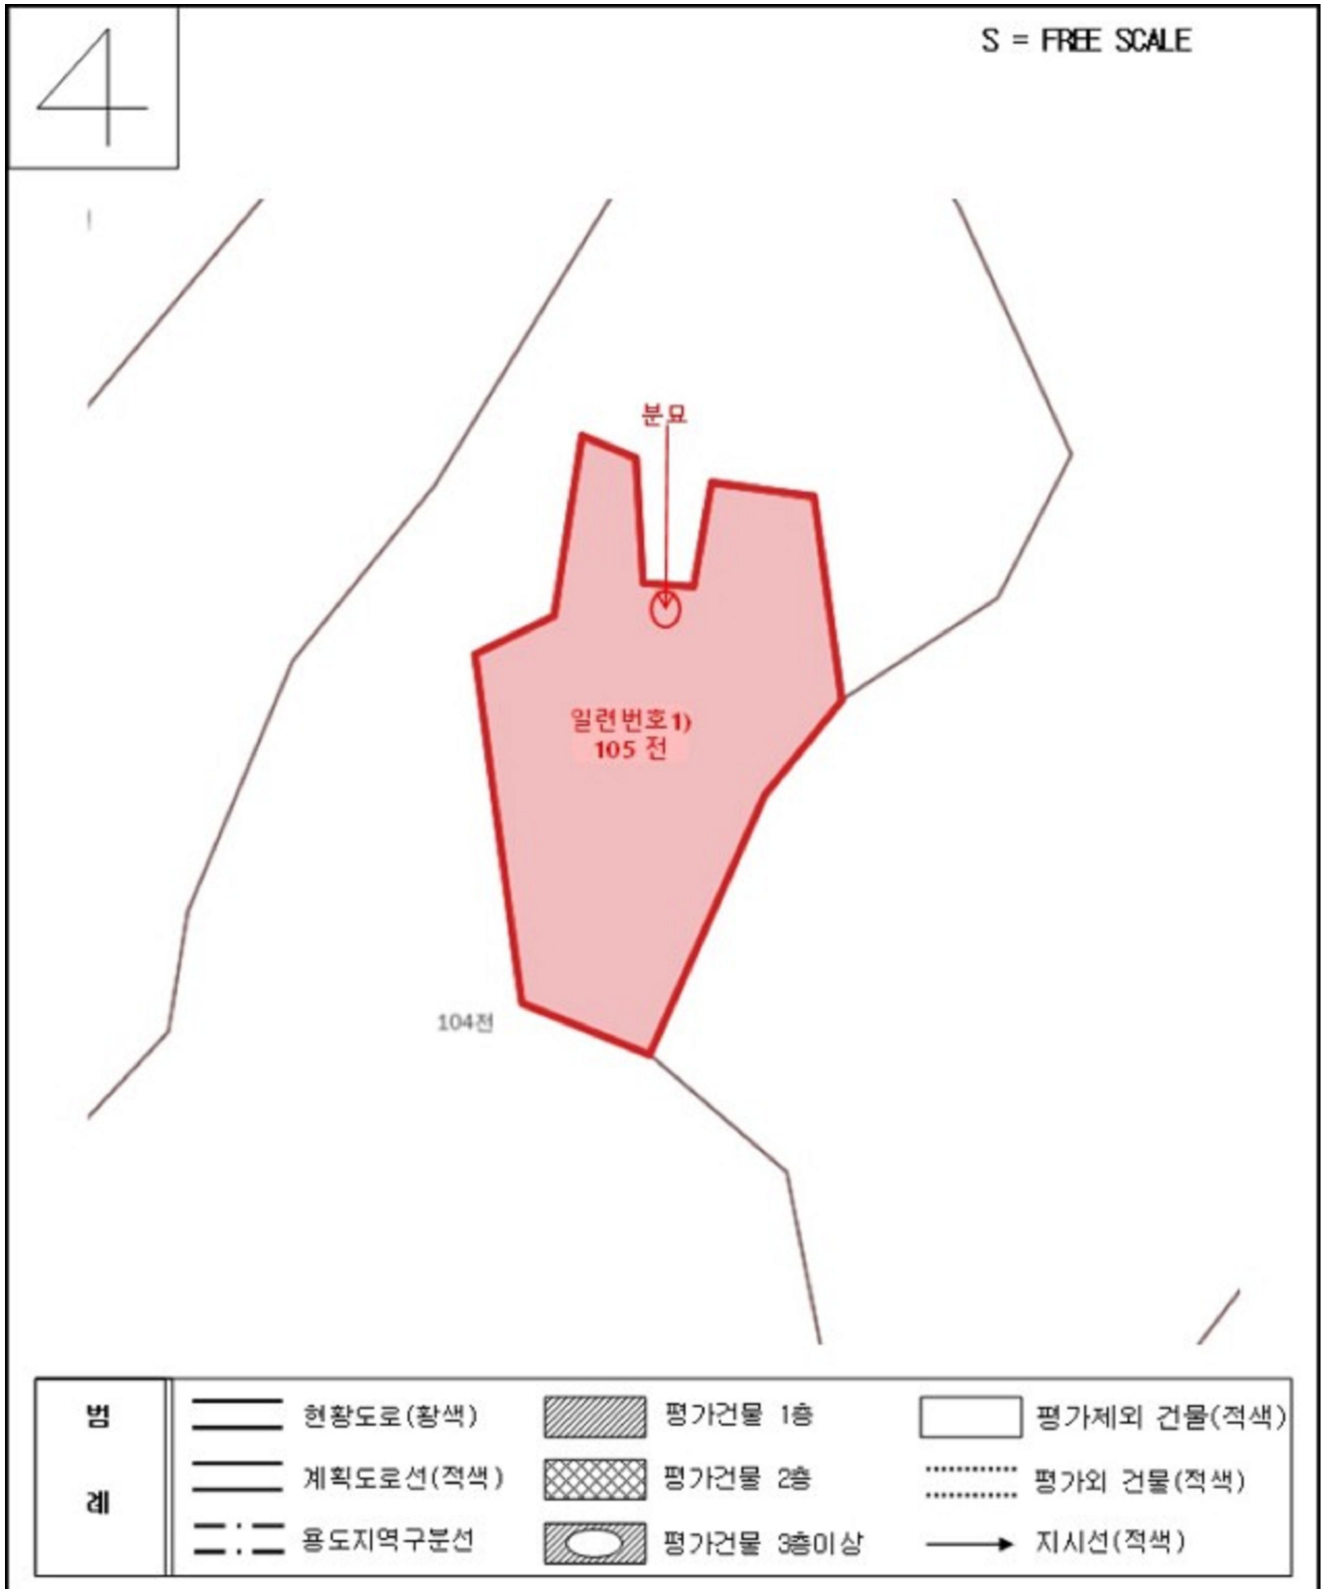 S = FREE SCALE
분묘
일련번호1)
105 전
104전
범례
현황도로(황색)
평가건물 1층
평가제외 건물(적색)
계획도로선(적색)
평가건물 2층
평가외 건물(적색)
용도지역구분선
평가건물 3층이상
지시선(적색)